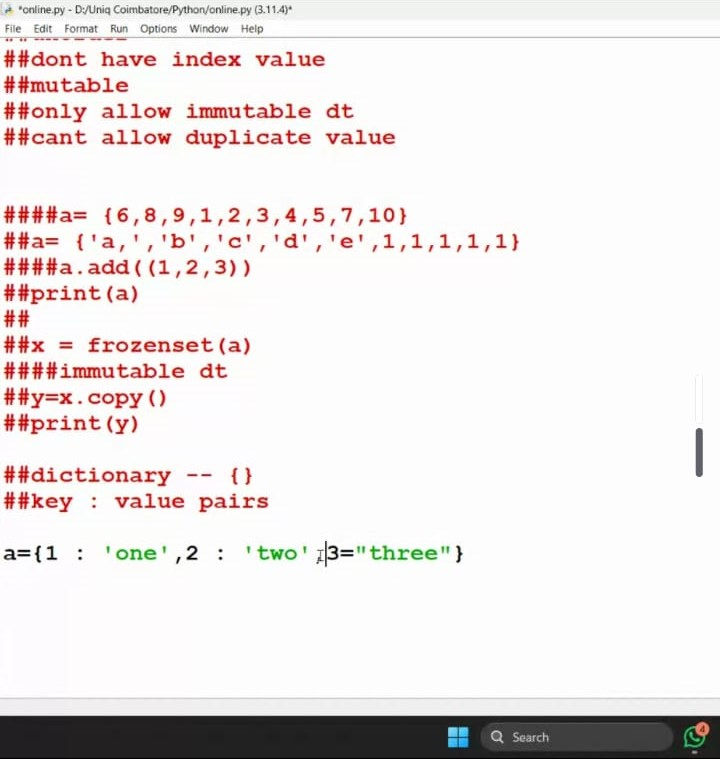 *online.py - D:/Uniq Coimbatore/Python/online.py (3.11.4)*
File Edit Format Run Options Window Help
##dont have index value
##mutable
##only allow immutable dt
##cant allow duplicate value
####a= {6,8,9,1,2,3,4,5,7,10}
##a= {'a,','b','c','d','e',1,1,1,1,1}
####a.add((1,2,3))
##print(a)
##
##x = frozenset(a)
####immutable dt
##y=x.copy()
##print(y)
##dictionary -- {}
##key : value pairs
a={1 : 'one',2 : 'two',3="three"}
Search
4